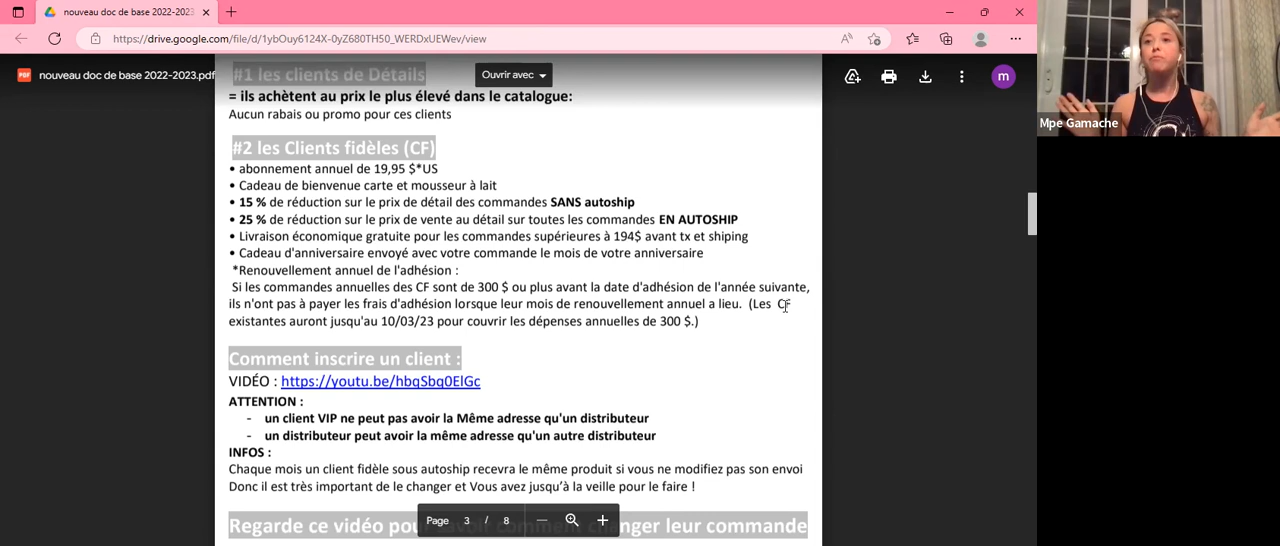 nouveau doc de base 2022-2023.p
https://drive.google.com/file/d/1ybOuy6124X-0yZ680TH50_WERDxUEWev/view
nouveau doc de base 2022-2023.pdf
Ouvrir avec
m
Mpe Gamache
#1 les clients de Détails
= ils achètent au prix le plus élevé dans le catalogue:
Aucun rabais ou promo pour ces clients
#2 les Clients fidèles (CF)
• abonnement annuel de 19,95 $*US
• Cadeau de bienvenue carte et mousseur à lait
• 15 % de réduction sur le prix de détail des commandes SANS autoship
• 25 % de réduction sur le prix de vente au détail sur toutes les commandes EN AUTOSHIP
• Livraison économique gratuite pour les commandes supérieures à 194$ avant tx et shiping
• Cadeau d'anniversaire envoyé avec votre commande le mois de votre anniversaire
*Renouvellement annuel de l'adhésion :
Si les commandes annuelles des CF sont de 300 $ ou plus avant la date d'adhésion de l'année suivante,
ils n'ont pas à payer les frais d'adhésion lorsque leur mois de renouvellement annuel a lieu. (Les CF
existantes auront jusqu'au 10/03/23 pour couvrir les dépenses annuelles de 300 $.)
Comment inscrire un client :
VIDÉO : https://youtu.be/hbqSbq0ElGc
ATTENTION :
- un client VIP ne peut pas avoir la Même adresse qu'un distributeur
- un distributeur peut avoir la même adresse qu'un autre distributeur
INFOS :
Chaque mois un client fidèle sous autoship recevra le même produit si vous ne modifiez pas son envoi
Donc il est très important de le changer et Vous avez jusqu'à la veille pour le faire !
Regarde ce vidéo pour savoir comment changer leur commande
Page 3 / 8